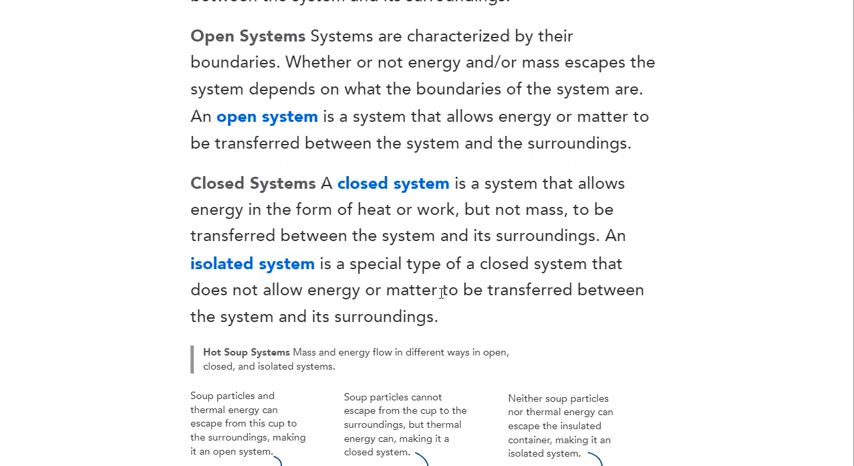 between the system and its surroundings.
Open Systems Systems are characterized by their
boundaries. Whether or not energy and/or mass escapes the
system depends on what the boundaries of the system are.
An open system is a system that allows energy or matter to
be transferred between the system and the surroundings.
Closed Systems A closed system is a system that allows
energy in the form of heat or work, but not mass, to be
transferred between the system and its surroundings. An
isolated system is a special type of a closed system that
does not allow energy or matter to be transferred between
the system and its surroundings.
Hot Soup Systems Mass and energy flow in different ways in open,
closed, and isolated systems.
Soup particles and
thermal energy can
escape from this cup to
the surroundings, making
it an open system.
Soup particles cannot
escape from the cup to the
surroundings, but thermal
energy can, making it a
closed system.
Neither soup particles
nor thermal energy can
escape the insulated
container, making it an
isolated system.